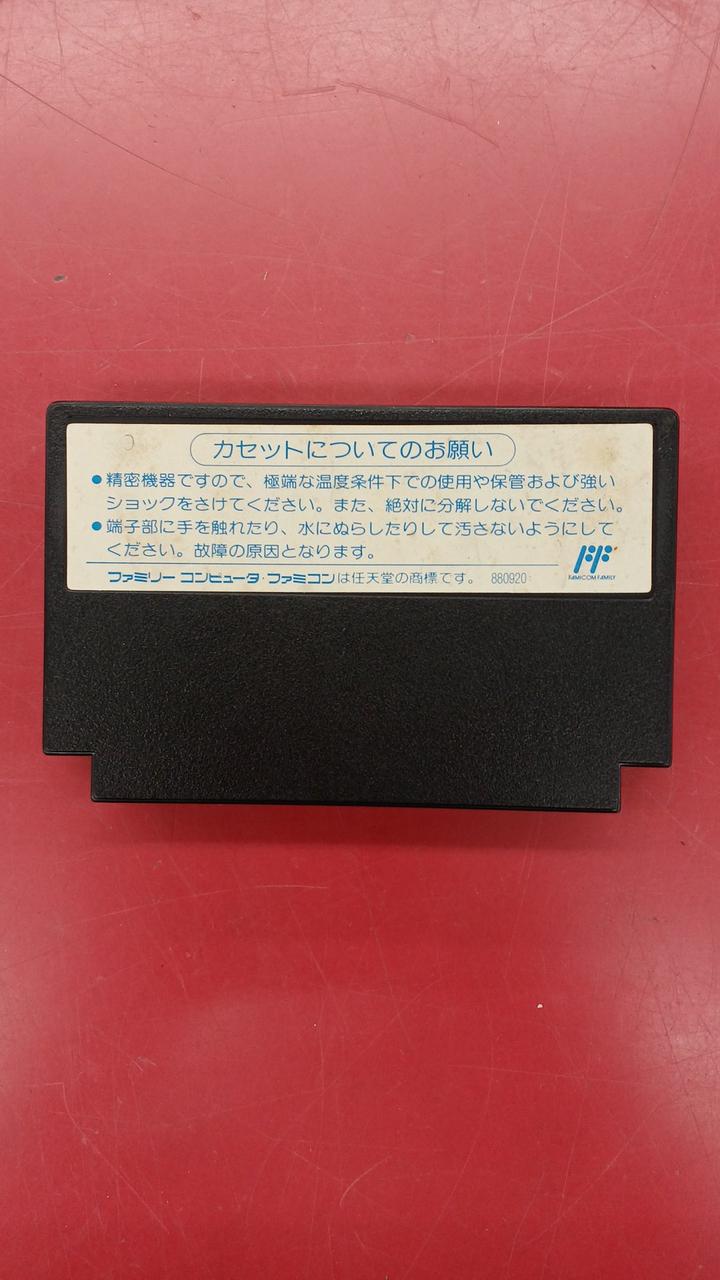 カセットについてのお願い
●精密機器ですので、極端な温度条件下での使用や保管および強い
ショックをさけてください。また、絶対に分解しないでください。
●端子部に手を触れたり、水にぬらしたりして汚さないようにして
ください。故障の原因となります。
FAMICOM FAMILY
ファミリー コンピュータ・ファミコンは任天堂の商標です。 880920